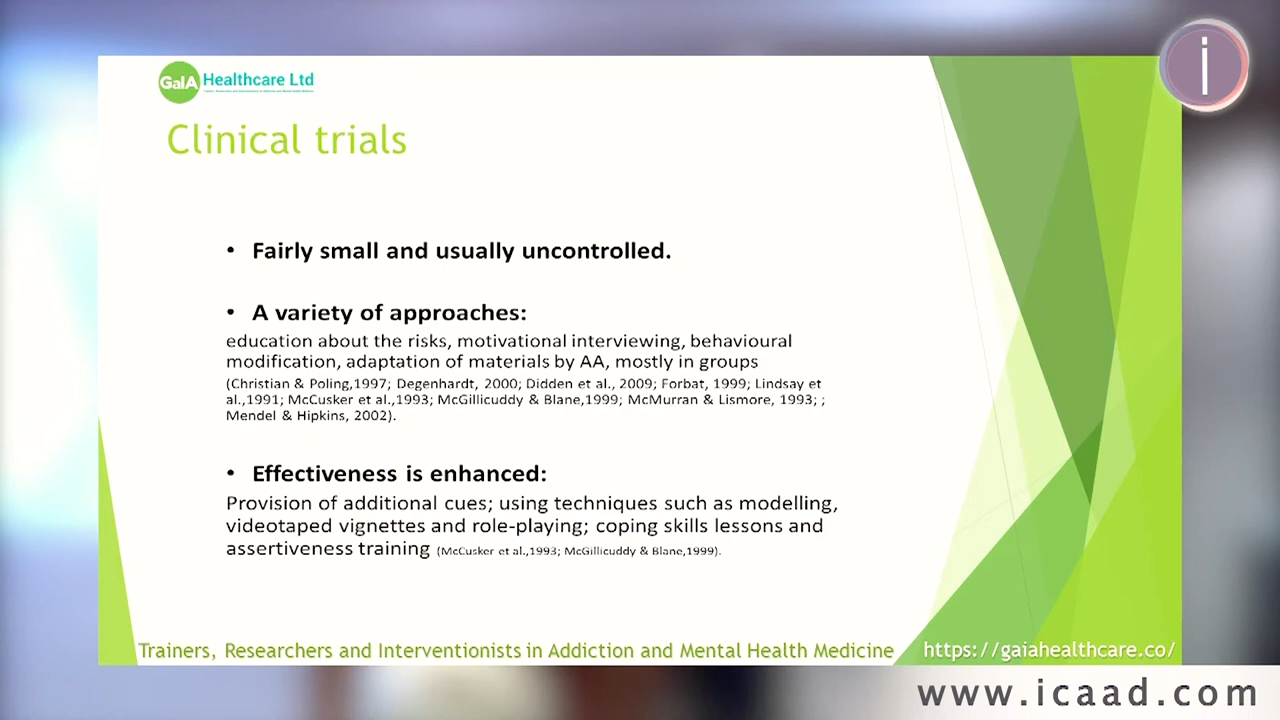 GaIA Healthcare Ltd
Clinical trials
• Fairly small and usually uncontrolled.
• A variety of approaches:
education about the risks, motivational interviewing, behavioural
modification, adaptation of materials by AA, mostly in groups
(Christian & Poling,1997; Degenhardt, 2000; Didden et al., 2009; Forbat, 1999; Lindsay et
al.,1991; McCusker et al.,1993; McGillicuddy & Blane,1999; McMurran & Lismore, 1993; ;
Mendel & Hipkins, 2002).
• Effectiveness is enhanced:
Provision of additional cues; using techniques such as modelling,
videotaped vignettes and role-playing; coping skills lessons and
assertiveness training (McCusker et al.,1993; McGillicuddy & Blane,1999).
Trainers, Researchers and Interventionists in Addiction and Mental Health Medicine
https://gaiahealthcare.co/
i
www.icaad.com